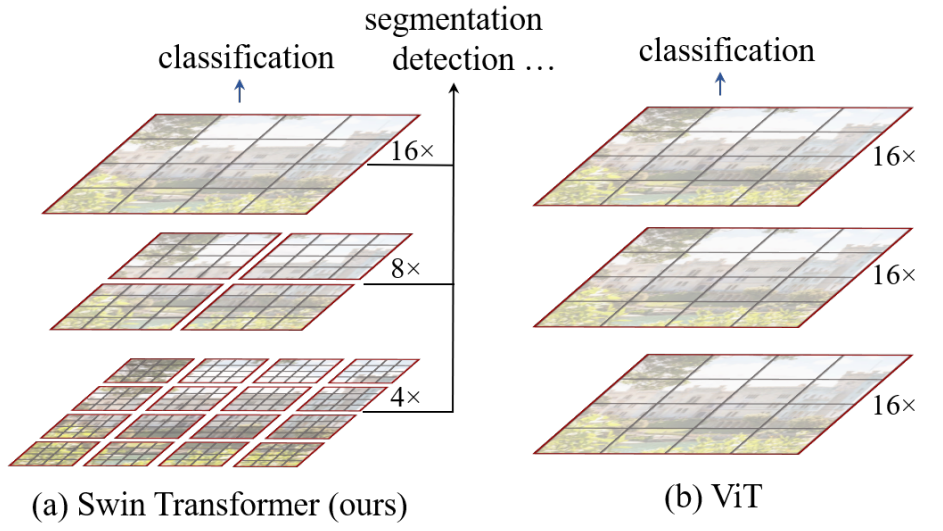 segmentation
detection …
classification
16×
8×
4×
(a) Swin Transformer (ours)
classification
16×
16×
16×
(b) ViT